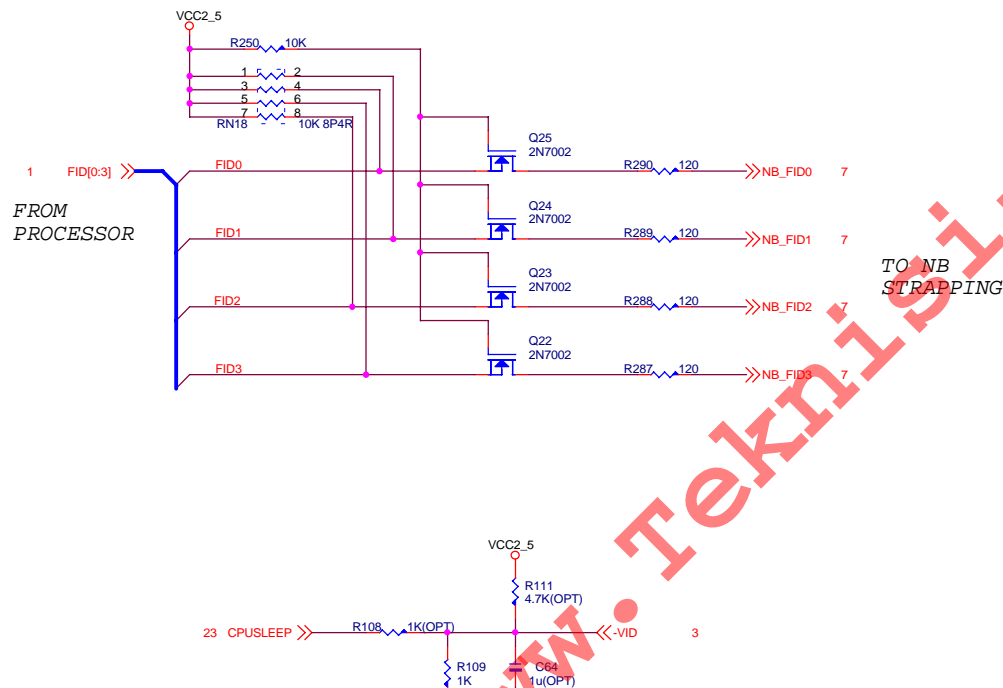 VCC2_5
R250 10K
1 2
3 4
5 6
7 8
RN18 10K 8P4R
Q25
2N7002
1 FID[0:3] FID0 R290 120 NB_FID0 7
FROM
PROCESSOR
Q24
2N7002
FID1 R289 120 NB_FID1 7
TO NB
STRAPPING
Q23
2N7002
FID2 R288 120 NB_FID2 7
Q22
2N7002
FID3 R287 120 NB_FID3 7
VCC2_5
R111
4.7K(OPT)
23 CPUSLEEP R108 1K(OPT) -VID 3
R109
1K
C64
1u(OPT)
w.Teknisi